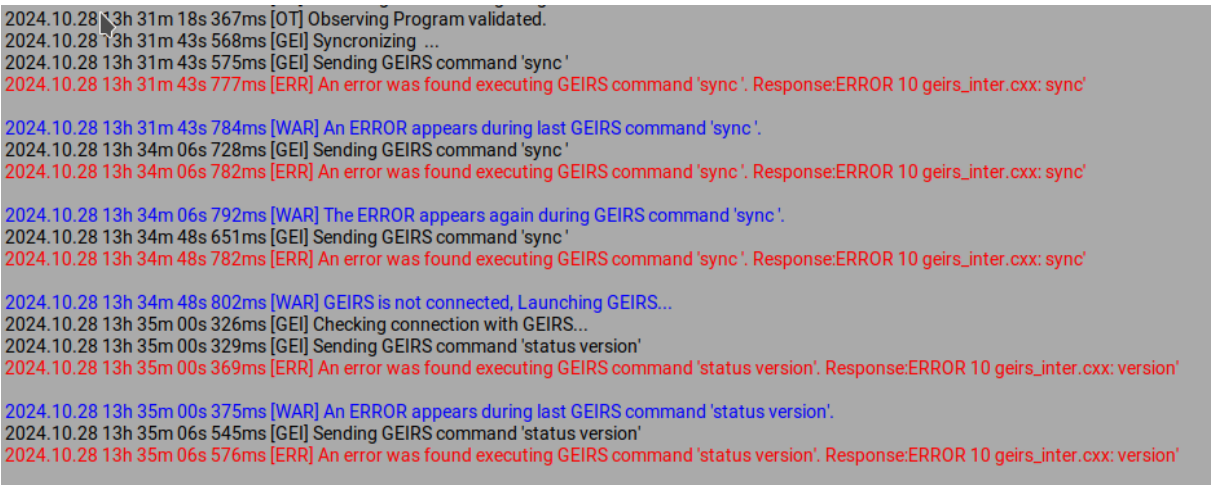 2024.10.28 13h 31m 18s 367ms [OT] Observing Program validated.
2024.10.28 13h 31m 43s 568ms [GEI] Syncronizing ...
2024.10.28 13h 31m 43s 575ms [GEI] Sending GEIRS command 'sync '
2024.10.28 13h 31m 43s 777ms [ERR] An error was found executing GEIRS command 'sync '. Response:ERROR 10 geirs_inter.cxx: sync'
2024.10.28 13h 31m 43s 784ms [WAR] An ERROR appears during last GEIRS command 'sync '.
2024.10.28 13h 34m 06s 728ms [GEI] Sending GEIRS command 'sync '
2024.10.28 13h 34m 06s 782ms [ERR] An error was found executing GEIRS command 'sync '. Response:ERROR 10 geirs_inter.cxx: sync'
2024.10.28 13h 34m 06s 792ms [WAR] The ERROR appears again during GEIRS command 'sync '.
2024.10.28 13h 34m 48s 651ms [GEI] Sending GEIRS command 'sync '
2024.10.28 13h 34m 48s 782ms [ERR] An error was found executing GEIRS command 'sync '. Response:ERROR 10 geirs_inter.cxx: sync'
2024.10.28 13h 34m 48s 802ms [WAR] GEIRS is not connected, Launching GEIRS...
2024.10.28 13h 35m 00s 326ms [GEI] Checking connection with GEIRS...
2024.10.28 13h 35m 00s 329ms [GEI] Sending GEIRS command 'status version'
2024.10.28 13h 35m 00s 369ms [ERR] An error was found executing GEIRS command 'status version'. Response:ERROR 10 geirs_inter.cxx: version'
2024.10.28 13h 35m 00s 375ms [WAR] An ERROR appears during last GEIRS command 'status version'.
2024.10.28 13h 35m 06s 545ms [GEI] Sending GEIRS command 'status version'
2024.10.28 13h 35m 06s 576ms [ERR] An error was found executing GEIRS command 'status version'. Response:ERROR 10 geirs_inter.cxx: version'